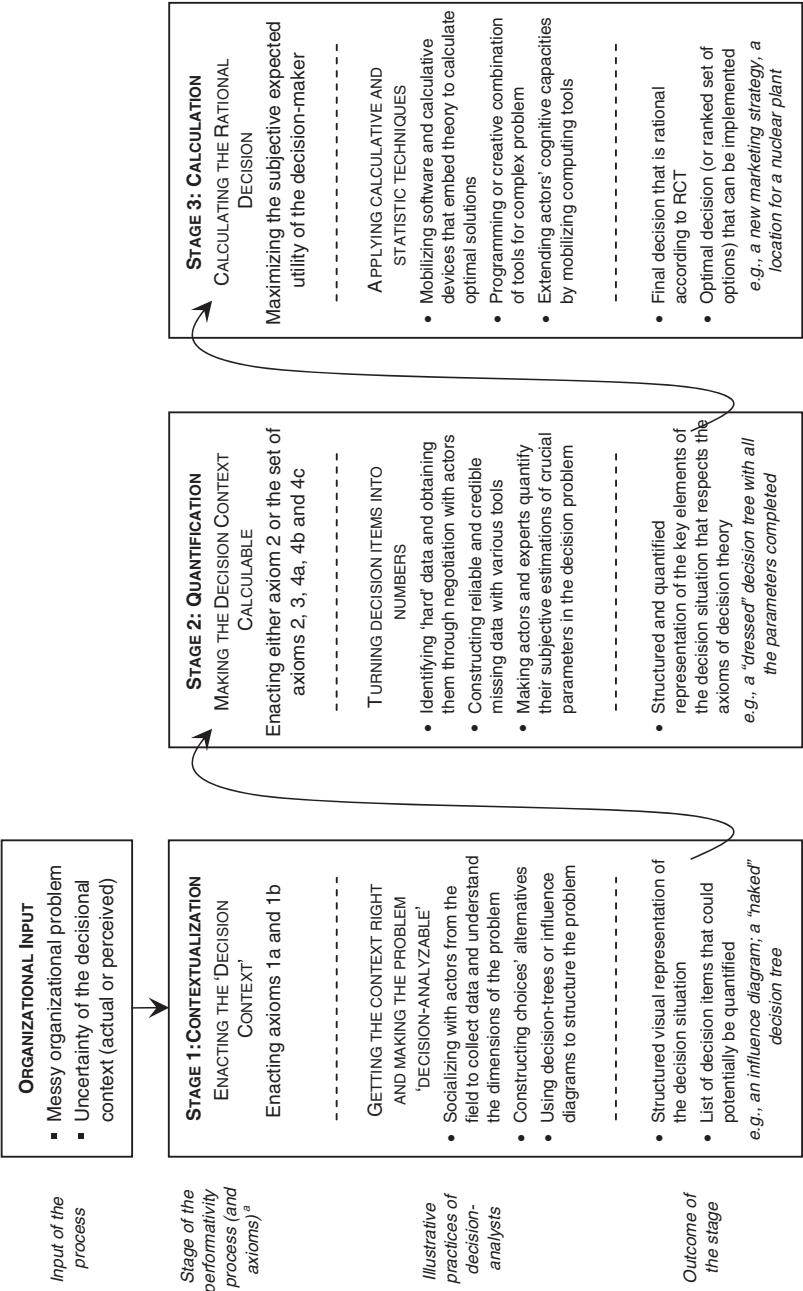 Input of the
process
ORGANIZATIONAL INPUT
▪ Messy organizational problem
▪ Uncertainty of the decisional
context (actual or perceived)
Stage of the
performativity
process (and
axioms) a
STAGE 1:CONTEXTUALIZATION
ENACTING THE 'DECISION
CONTEXT'
Enacting axioms 1a and 1b
STAGE 2: QUANTIFICATION
MAKING THE DECISION CONTEXT
CALCULABLE
Enacting either axiom 2 or the set of
axioms 2, 3, 4a, 4b and 4c
STAGE 3: CALCULATION
CALCULATING THE RATIONAL
DECISION
Maximizing the subjective expected
utility of the decision-maker
Illustrative
practices of
decision-
analysts
GETTING THE CONTEXT RIGHT
AND MAKING THE PROBLEM
'DECISION-ANALYZABLE'
• Socializing with actors from the
field to collect data and understand
the dimensions of the problem
• Constructing choices' alternatives
• Using decision-trees or influence
diagrams to structure the problem
TURNING DECISION ITEMS INTO
NUMBERS
• Identifying 'hard' data and obtaining
them through negotiation with actors
• Constructing reliable and credible
missing data with various tools
• Making actors and experts quantify
their subjective estimations of crucial
parameters in the decision problem
APPLYING CALCULATIVE AND
STATISTIC TECHNIQUES
• Mobilizing software and calculative
devices that embed theory to calculate
optimal solutions
• Programming or creative combination
of tools for complex problem
• Extending actors' cognitive capacities
by mobilizing computing tools
Outcome of
the stage
• Structured visual representation of
the decision situation
• List of decision items that could
potentially be quantified
e.g., an influence diagram; a "naked"
decision tree
• Structured and quantified
representation of the key elements of
the decision situation that respects the
axioms of decision theory
e.g., a "dressed" decision tree with all
the parameters completed
• Final decision that is rational
according to RCT
• Optimal decision (or ranked set of
options) that can be implemented
e.g., a new marketing strategy, a
location for a nuclear plant